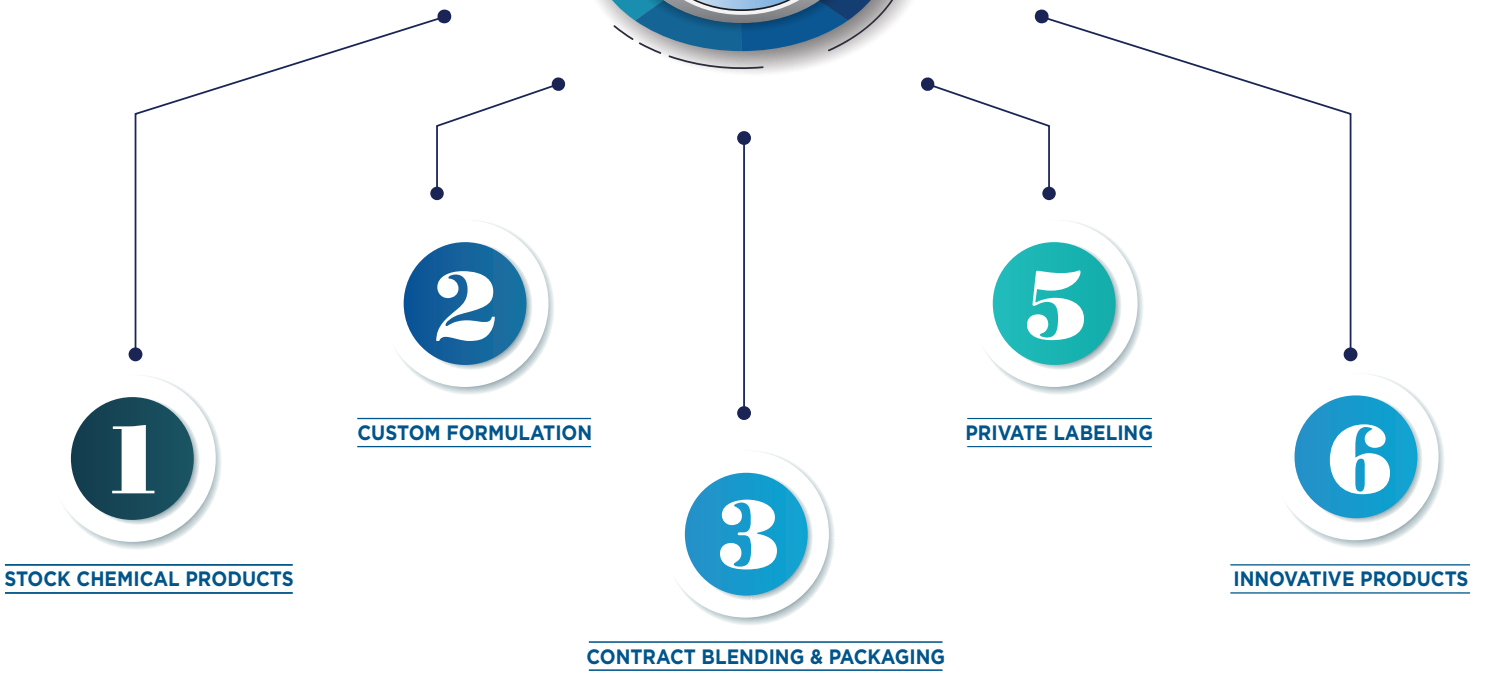 1
STOCK CHEMICAL PRODUCTS
2
CUSTOM FORMULATION
3
CONTRACT BLENDING & PACKAGING
5
PRIVATE LABELING
6
INNOVATIVE PRODUCTS